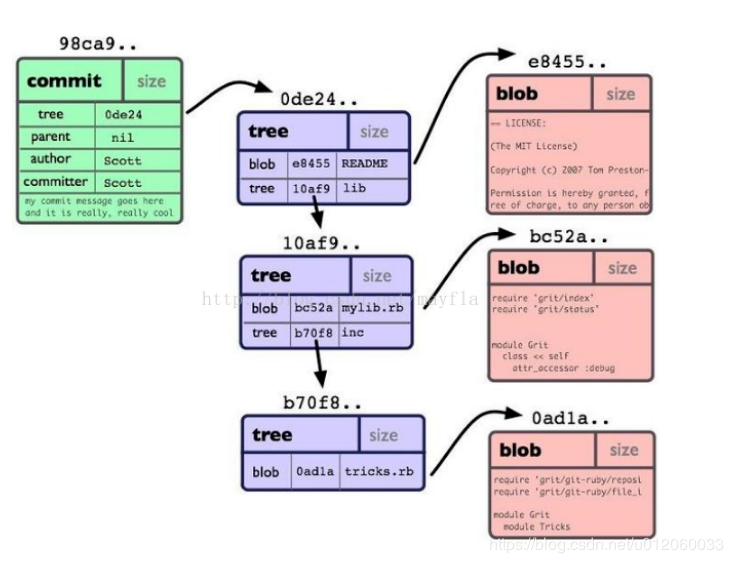 98ca9..
commit size
tree 0de24
parent nil
author Scott
committer Scott
my commit message goes here
and it is really, really cool
0de24..
tree size
blob e8455 README
tree 10af9 lib
10af9..
tree size
blob bc52a mylib.rb
tree b70f8 inc
b70f8..
tree size
blob 0ad1a tricks.rb
e8455..
blob size
== LICENSE:
(The MIT License)
Copyright (c) 2007 Tom Preston-
Permission is hereby granted, f
ree of charge, to any person ob
bc52a..
blob size
require 'grit/index'
require 'grit/status'
module Grit
class << self
attr_accessor :debug
0ad1a..
blob size
require 'grit/git-ruby/reposi
require 'grit/git-ruby/file_i
module Grit
module Tricks
https://blog.csdn.net/u012060033